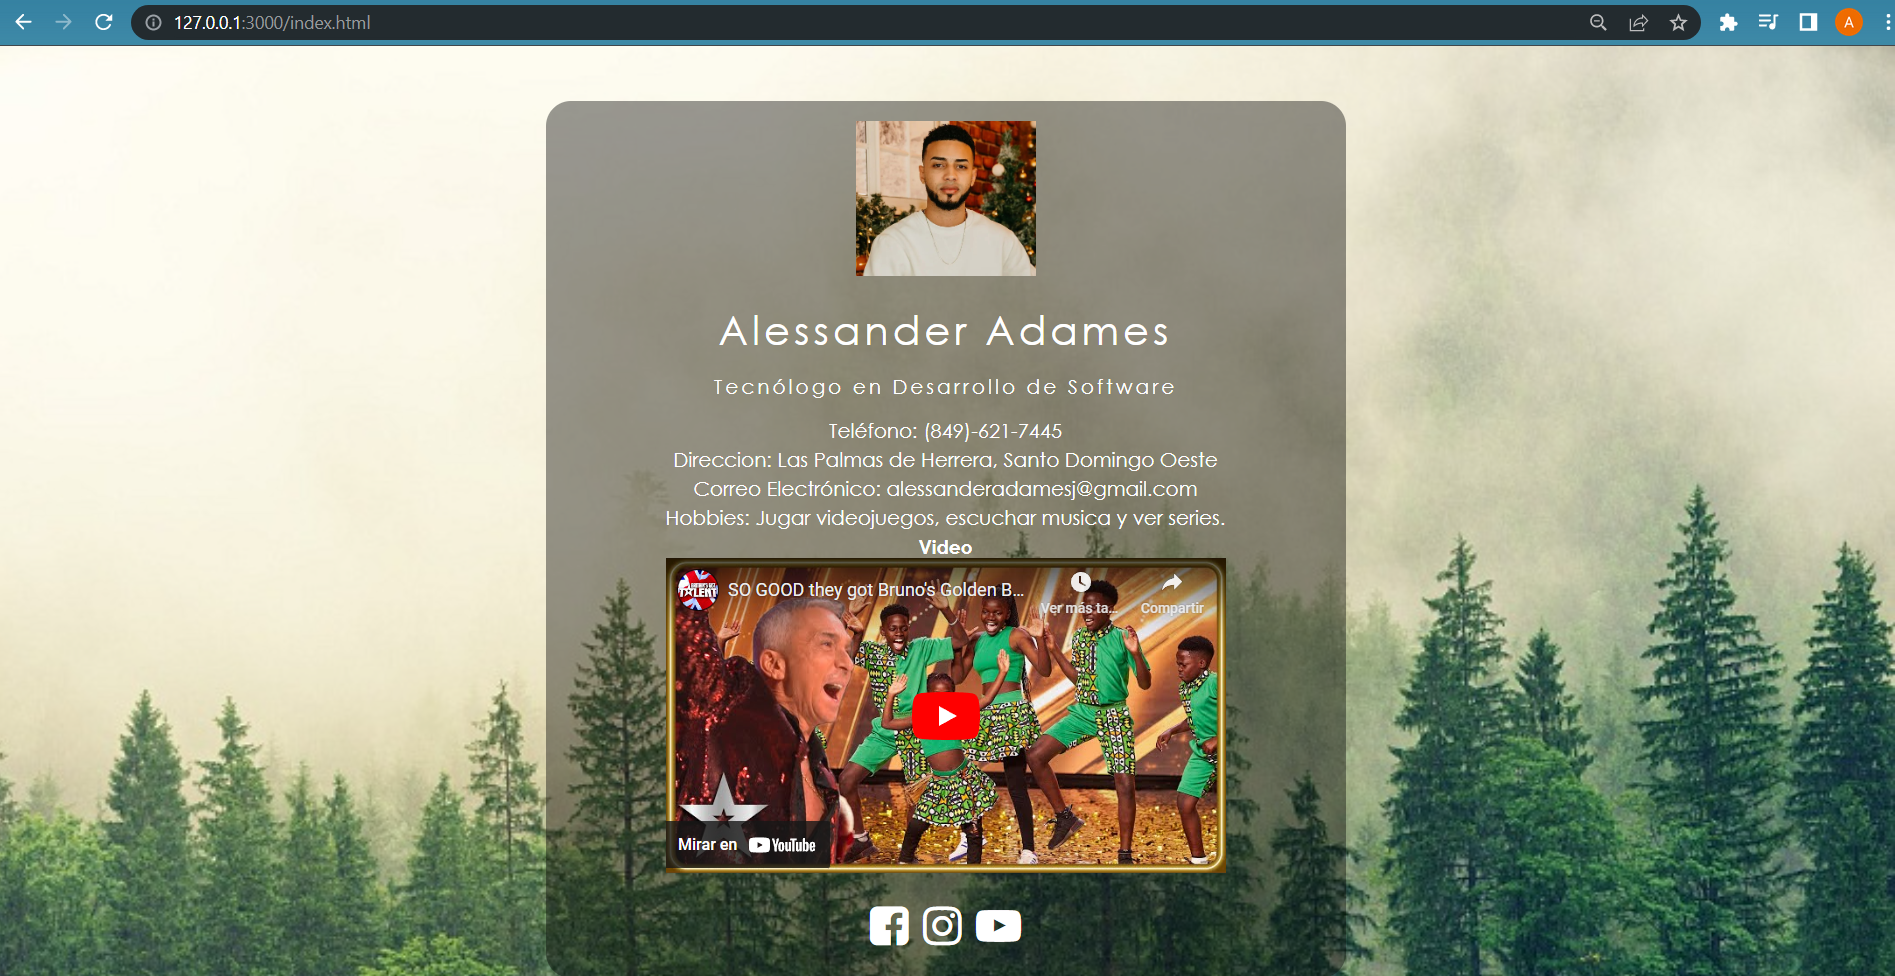 127.0.0.1:3000/index.html
A
Alessander Adames
Tecnólogo en Desarrollo de Software
Teléfono: (849)-621-7445
Direccion: Las Palmas de Herrera, Santo Domingo Oeste
Correo Electrónico: alessanderadamesj@gmail.com
Hobbies: Jugar videojuegos, escuchar musica y ver series.
Video
TALENT
SO GOOD they got Bruno's Golden B...
Ver más ta...
Compartir
Mirar en YouTube